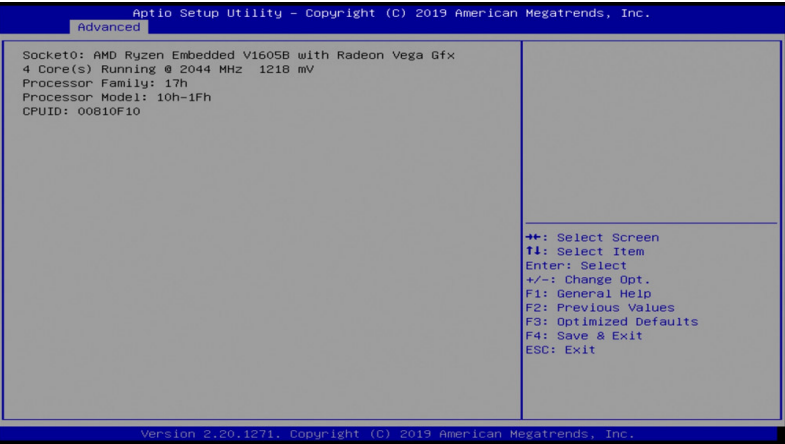 Aptio Setup Utility – Copyright (C) 2019 American Megatrends, Inc.
Advanced
Socket0: AMD Ryzen Embedded V1605B with Radeon Vega Gfx
4 Core(s) Running @ 2044 MHz  1218 mV
Processor Family: 17h
Processor Model: 10h-1Fh
CPUID: 00810F10
→←: Select Screen
↑↓: Select Item
Enter: Select
+/-: Change Opt.
F1: General Help
F2: Previous Values
F3: Optimized Defaults
F4: Save & Exit
ESC: Exit
Version 2.20.1271. Copyright (C) 2019 American Megatrends, Inc.